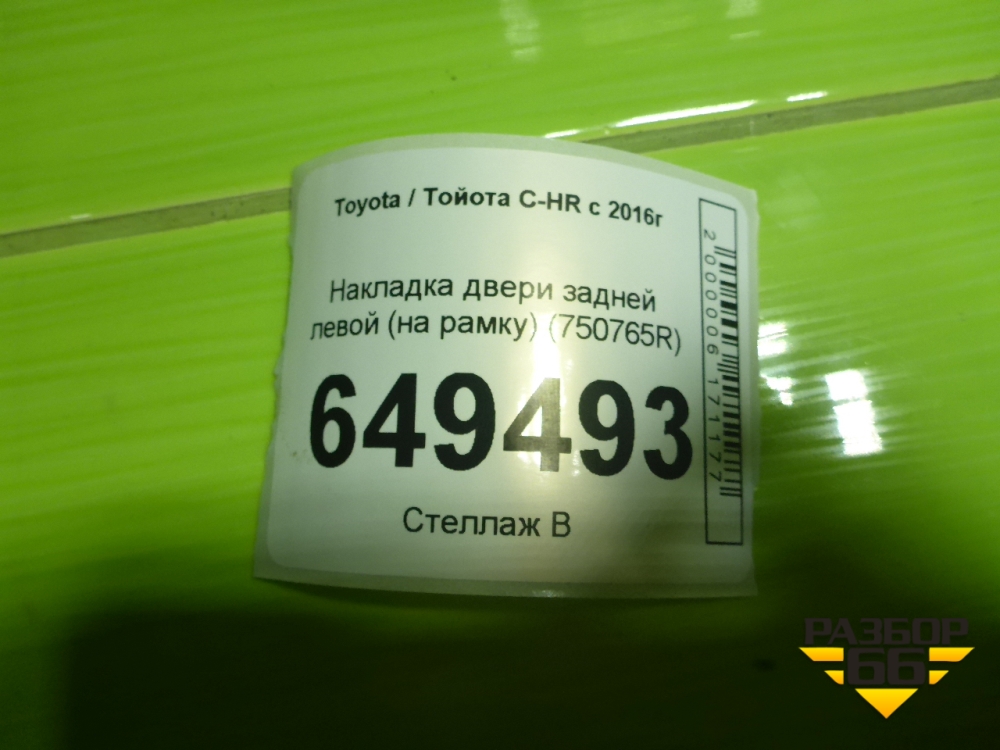 Toyota / Тойота C-HR с 2016г
Накладка двери задней
левой (на рамку) (750765R)
649493
Стеллаж В
2000006171177
РАЗБОР
66